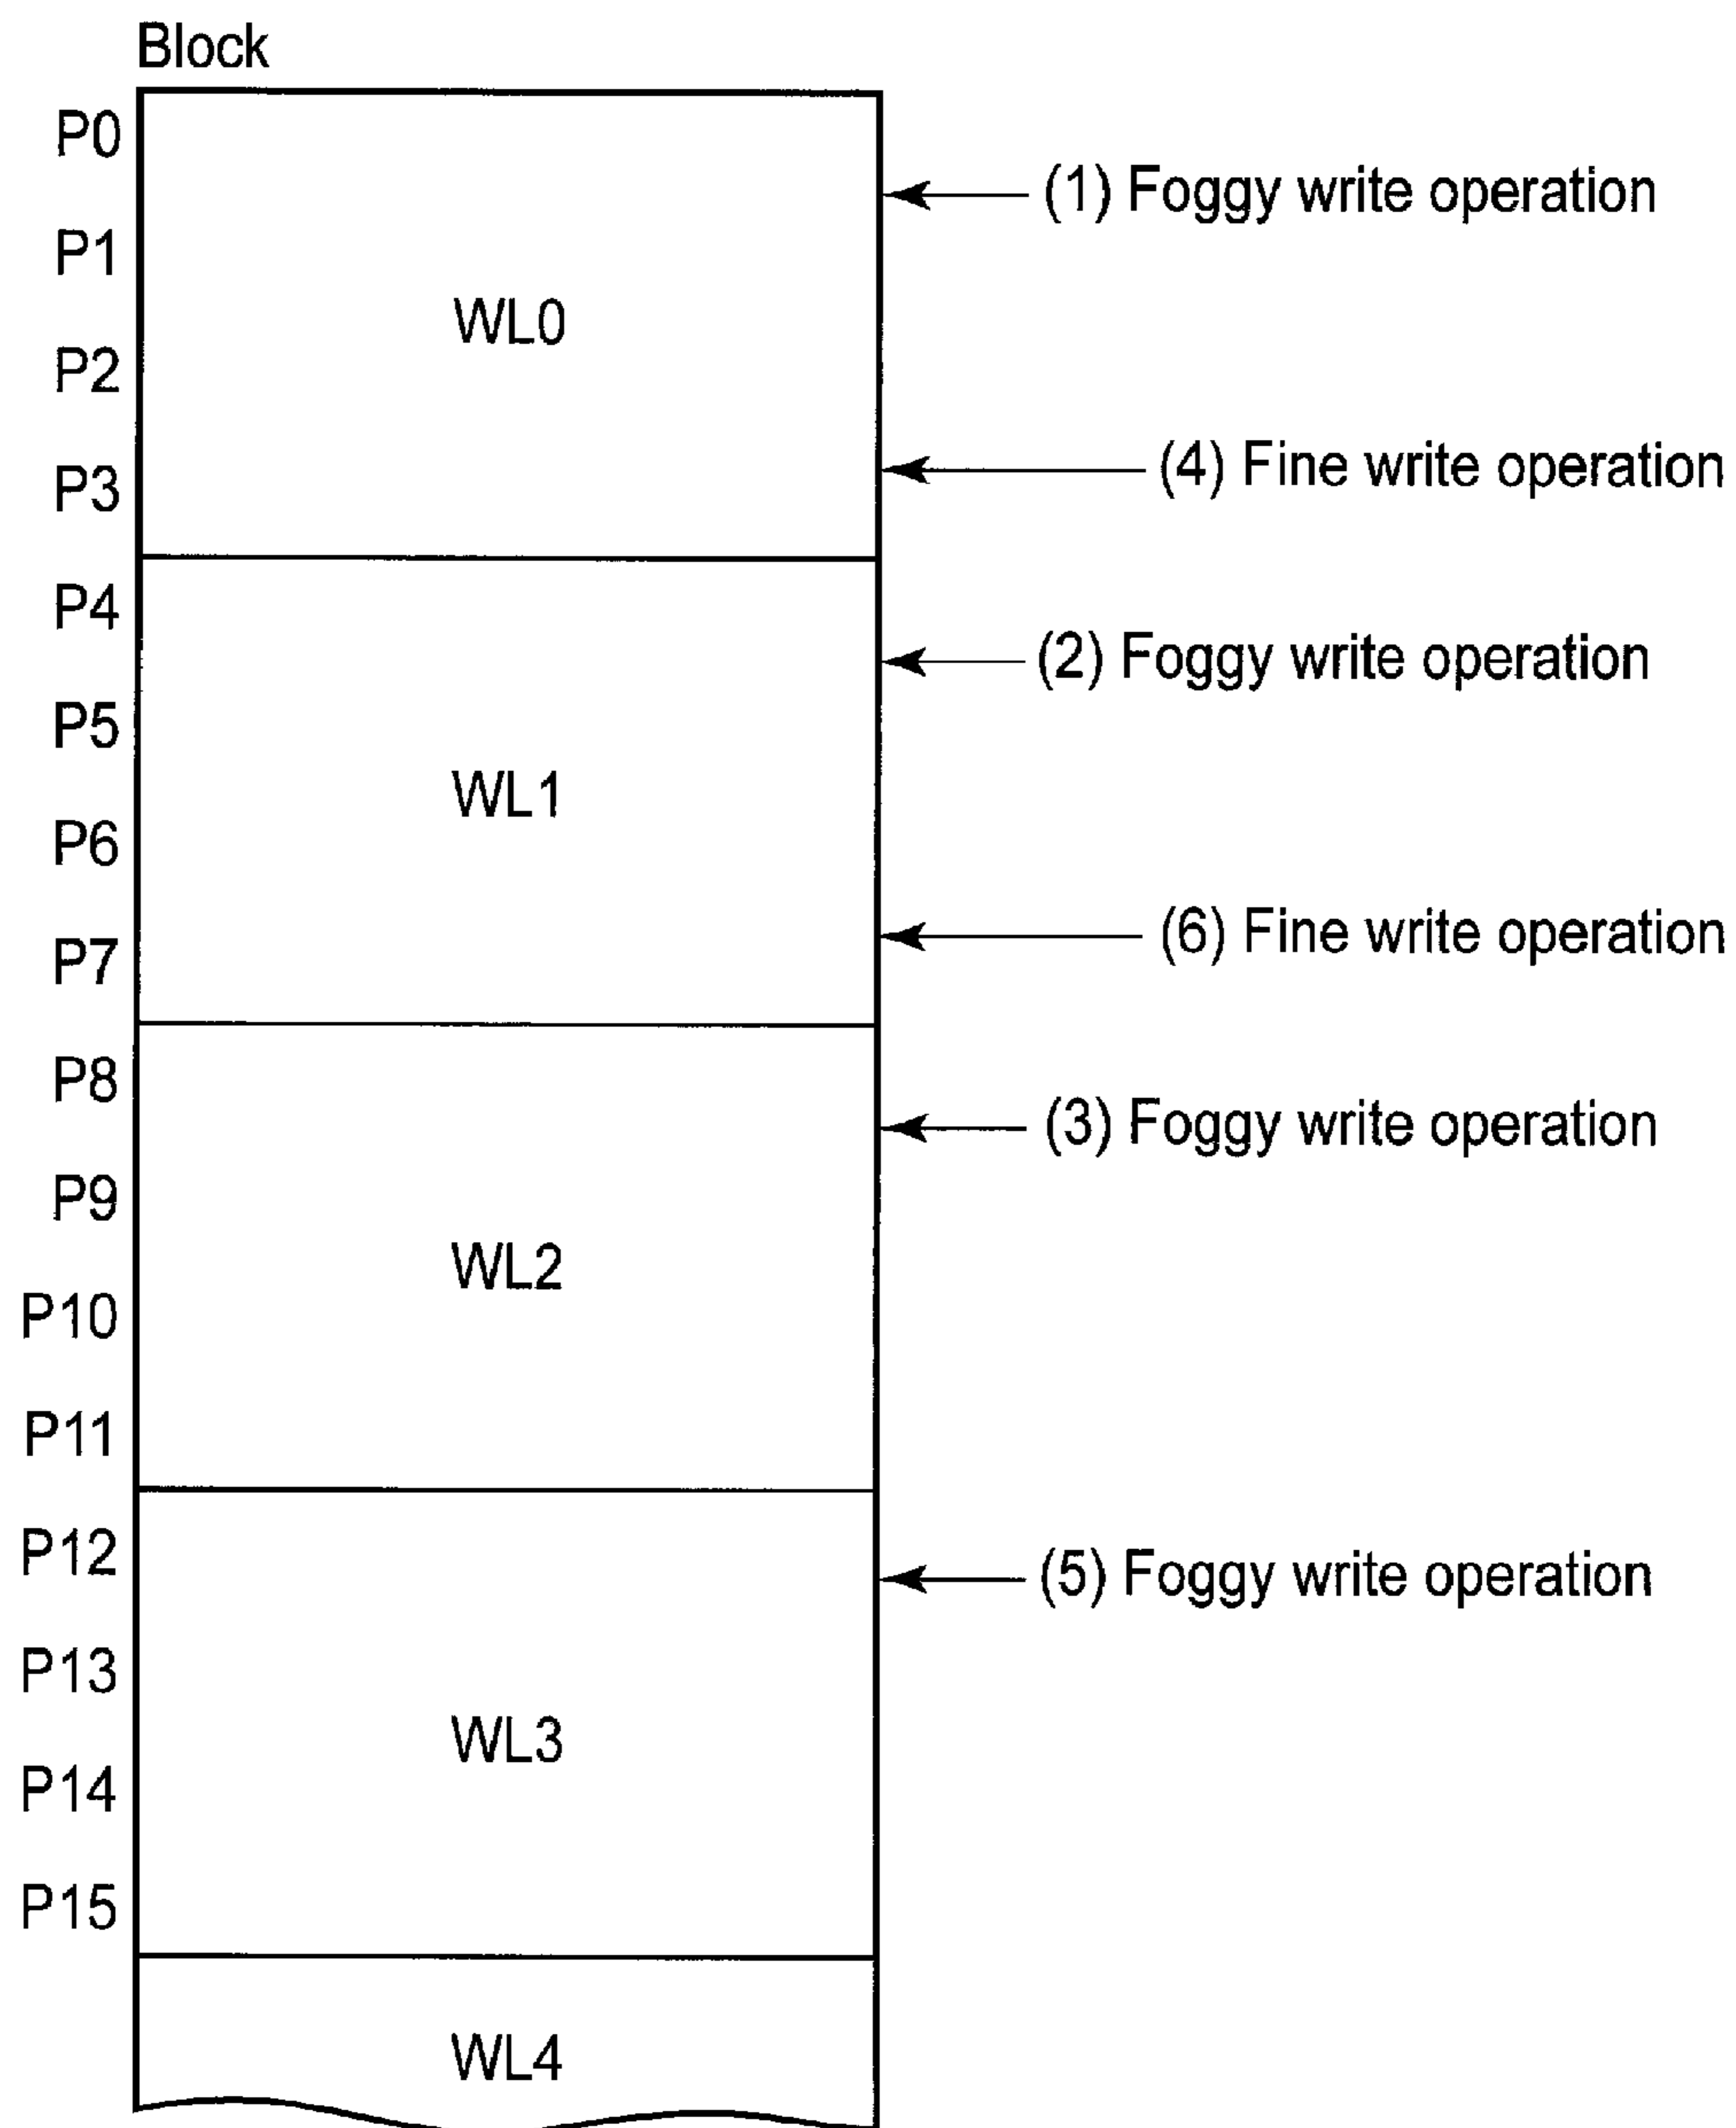 Block
P0
(1) Foggy write operation
P1
WL0
P2
(4) Fine write operation
P3
P4
(2) Foggy write operation
P5
WL1
P6
(6) Fine write operation
P7
P8
(3) Foggy write operation
P9
WL2
P10
P11
P12
(5) Foggy write operation
P13
WL3
P14
P15
WL4